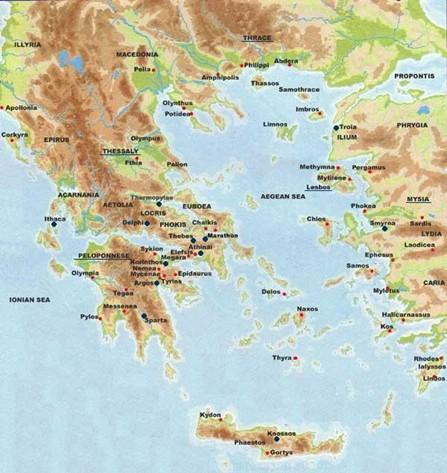 THRACE
ILLYRIA
MACEDONIA
Pella
Philippi
Abdera
Amphipolis
PROPONTIS
Thassos
Samothrace
Olynthus
Potidea
Imbros
Apollonia
Limnos
Troia
PHRYGIA
Corkyra
EPIRUS
Olympus
ILIUM
THESSALY
Fthia
Pelion
Methymna
Pergamus
Mylilene
Lesbos
ACARNANIA
Thermopylae
AEGEAN SEA
MYSIA
AETOLIA
EUBOEA
Phokea
LOCRIS
Ithaca
Delphi
PHOKIS
Chalkis
Chios
Smyrna
Sardis
Thebes
Marathon
LYDIA
Sykion
Athinai
Laodicea
Elefsis
PELOPONNESE
Megara
Ephesus
Korinthos
Samos
Nemea
Olympia
Mycenae
Epidaurus
Argos
Tyrins
CARIA
Tegea
Delos
Myletus
IONIAN SEA
Messenea
Naxos
Halicarnassus
Pylos
Sparta
Kos
Thyra
Rhodes
Ialyssos
Lindos
Kydon
Knossos
Phaestos
Gortys